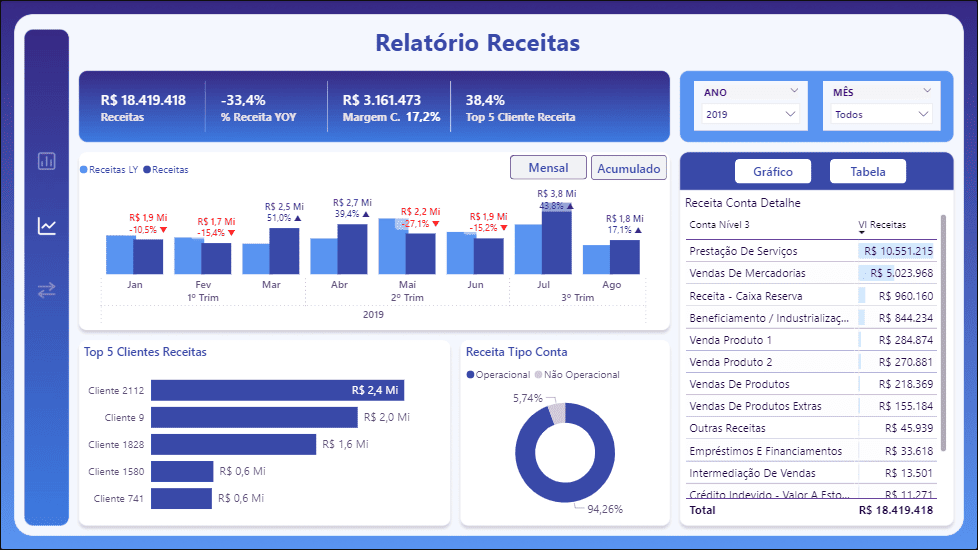 Relatório Receitas
R$ 18.419.418
Receitas
-33,4%
% Receita YOY
R$ 3.161.473
Margem C. 17,2%
38,4%
Top 5 Cliente Receita
ANO
2019
MÊS
Todos
Receitas LY Receitas
Mensal
Acumulado
R$ 1,9 Mi
-10,5% ▼
R$ 1,7 Mi
-15,4% ▼
R$ 2,5 Mi
51,0% ▲
R$ 2,7 Mi
39,4% ▲
R$ 2,2 Mi
-27,1% ▼
R$ 1,9 Mi
-15,2% ▼
R$ 3,8 Mi
43,8% ▲
R$ 1,8 Mi
17,1% ▲
Jan Fev Mar Abr Mai Jun Jul Ago
1º Trim 2º Trim 3º Trim
2019
Top 5 Clientes Receitas
Cliente 2112 R$ 2,4 Mi
Cliente 9 R$ 2,0 Mi
Cliente 1828 R$ 1,6 Mi
Cliente 1580 R$ 0,6 Mi
Cliente 741 R$ 0,6 Mi
Receita Tipo Conta
Operacional Não Operacional
5,74%
94,26%
Gráfico
Tabela
Receita Conta Detalhe
Conta Nível 3 Vl Receitas
Prestação De Serviços R$ 10.551.215
Vendas De Mercadorias R$ 5.023.968
Receita - Caixa Reserva R$ 960.160
Beneficiamento / Industrializaç... R$ 844.234
Venda Produto 1 R$ 284.874
Venda Produto 2 R$ 270.881
Vendas De Produtos R$ 218.369
Vendas De Produtos Extras R$ 155.184
Outras Receitas R$ 45.939
Empréstimos E Financiamentos R$ 33.618
Intermediação De Vendas R$ 13.501
Crédito Indevido - Valor A Esto... R$ 11.271
Total R$ 18.419.418